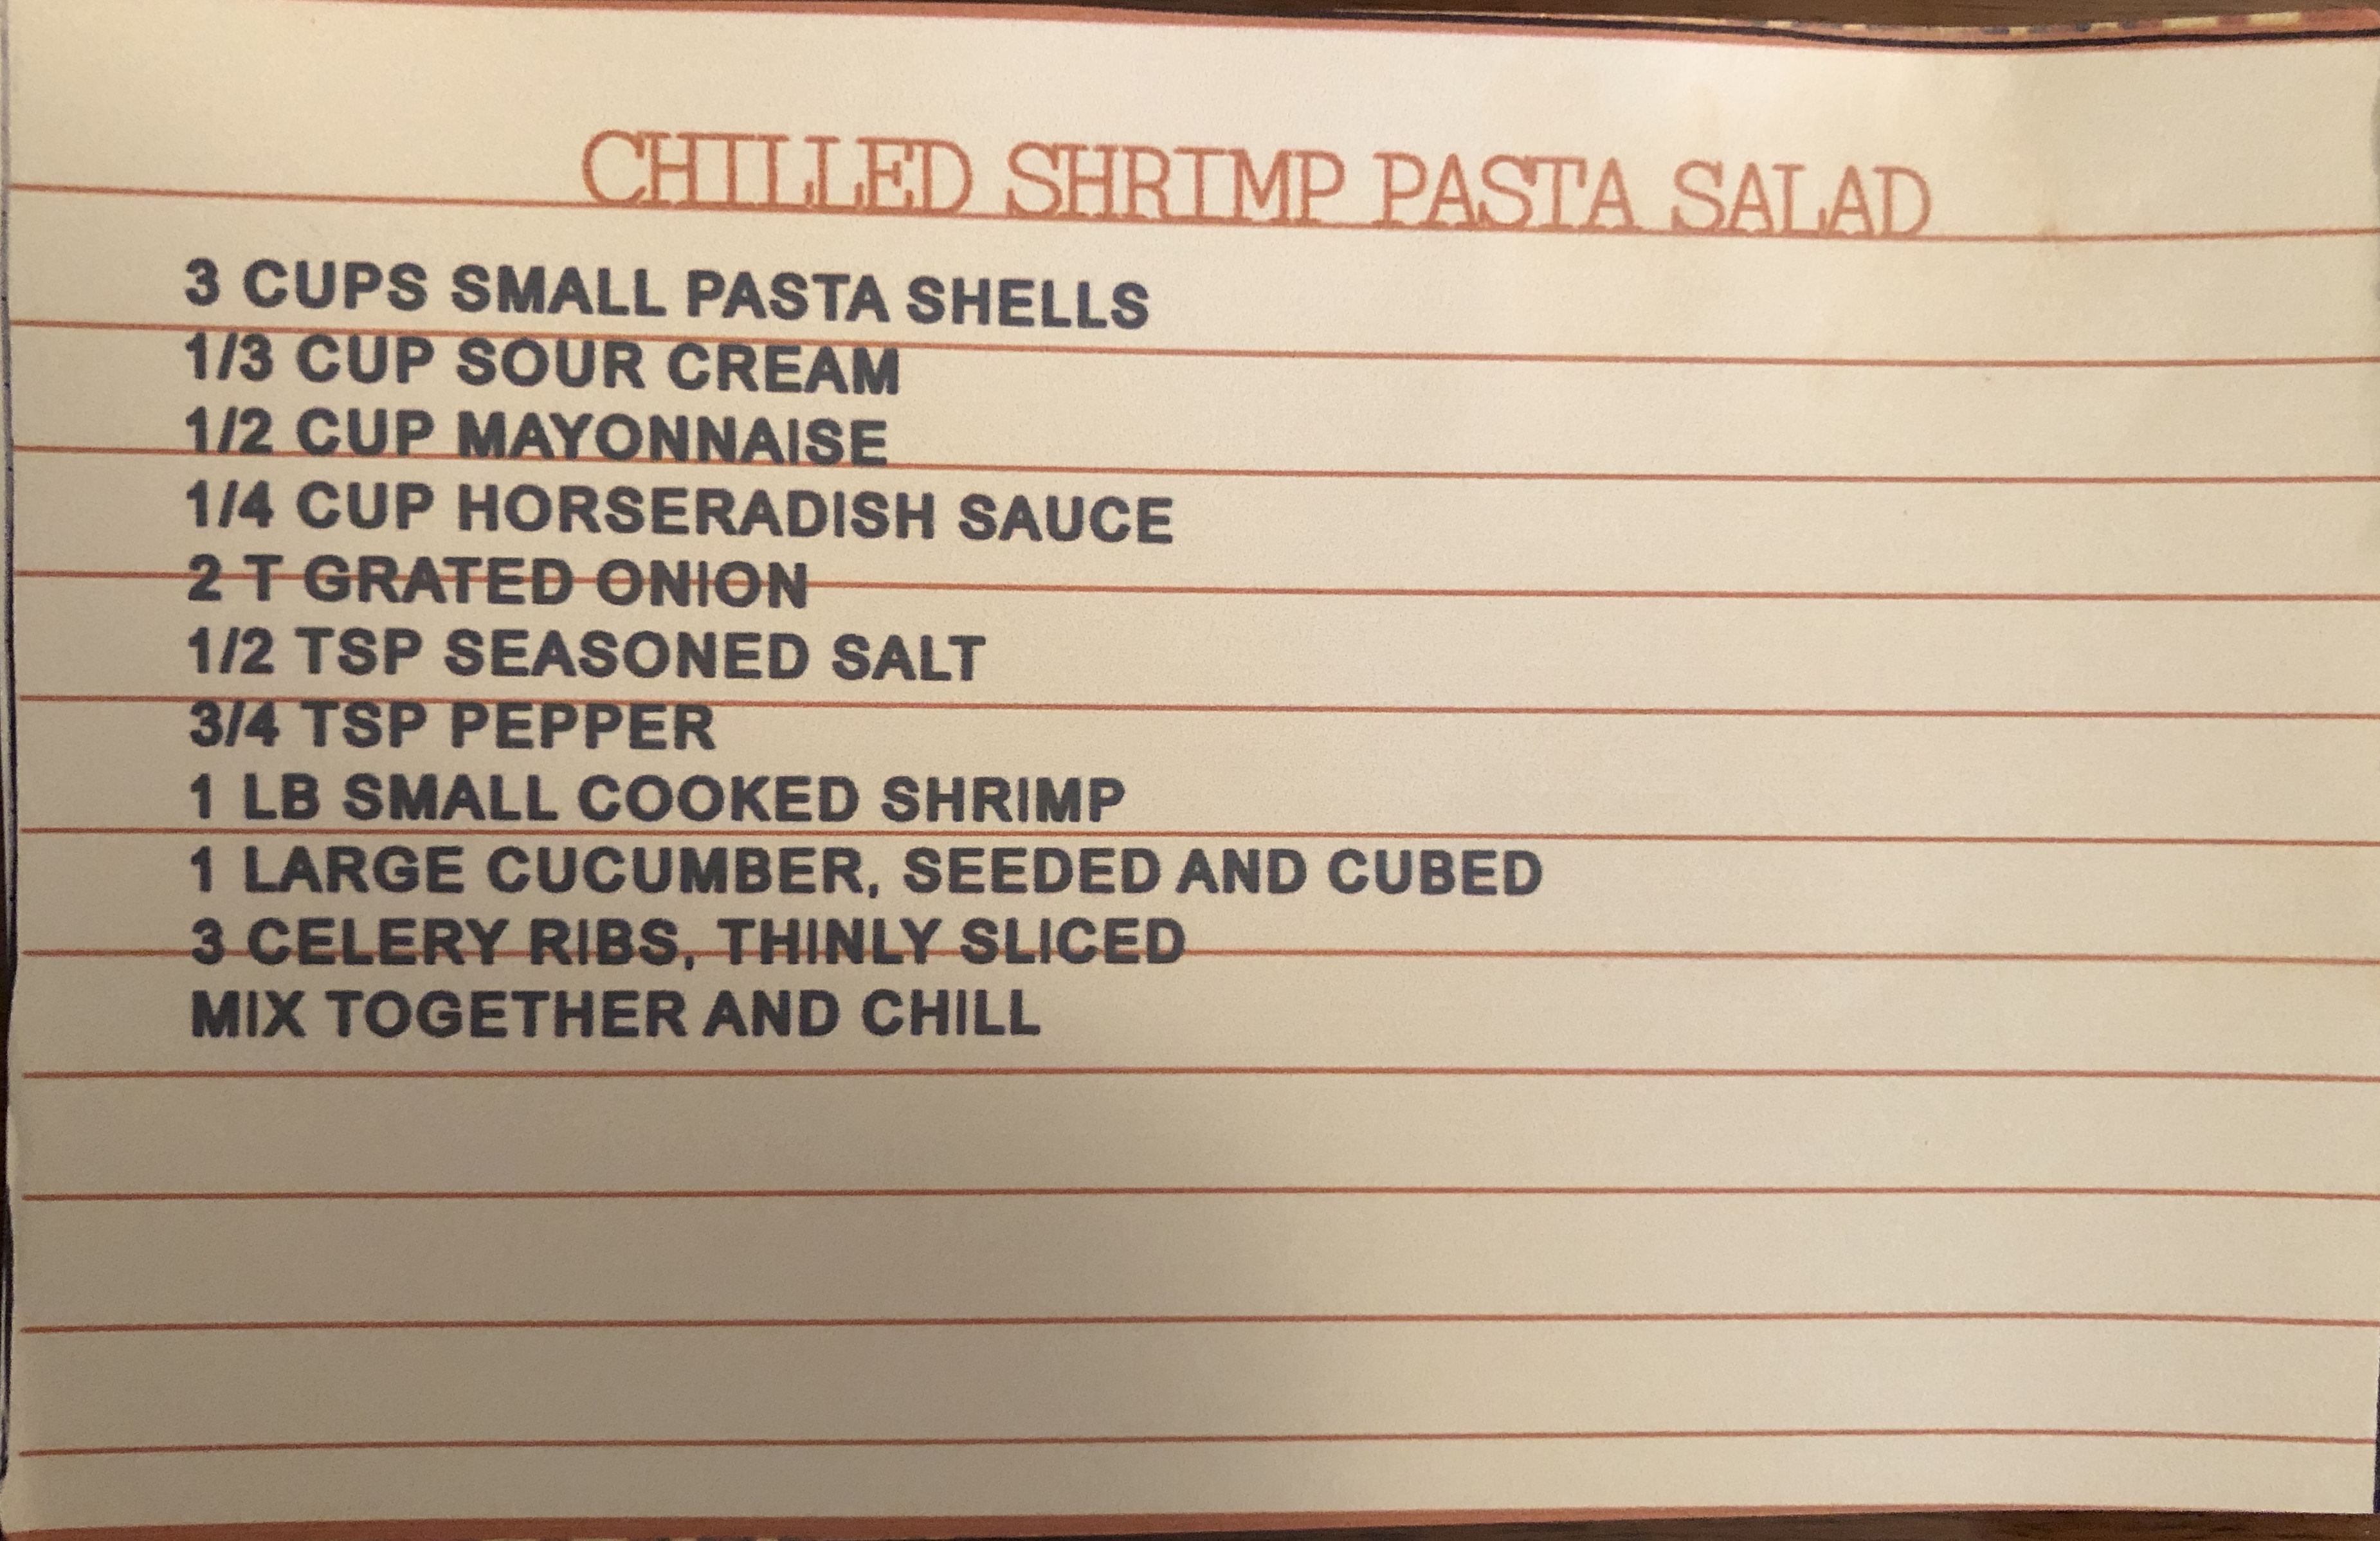 CHILLED SHRIMP PASTA SALAD
3 CUPS SMALL PASTA SHELLS
1/3 CUP SOUR CREAM
1/2 CUP MAYONNAISE
1/4 CUP HORSERADISH SAUCE
2 T GRATED ONION
1/2 TSP SEASONED SALT
3/4 TSP PEPPER
1 LB SMALL COOKED SHRIMP
1 LARGE CUCUMBER, SEEDED AND CUBED
3 CELERY RIBS, THINLY SLICED
MIX TOGETHER AND CHILL